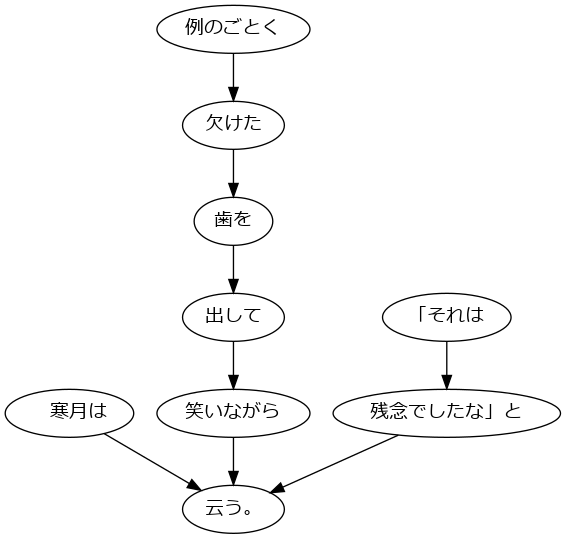 例のごとく
欠けた
歯を
出して
「それは
寒月は
笑いながら
残念でしたな」と
云う。